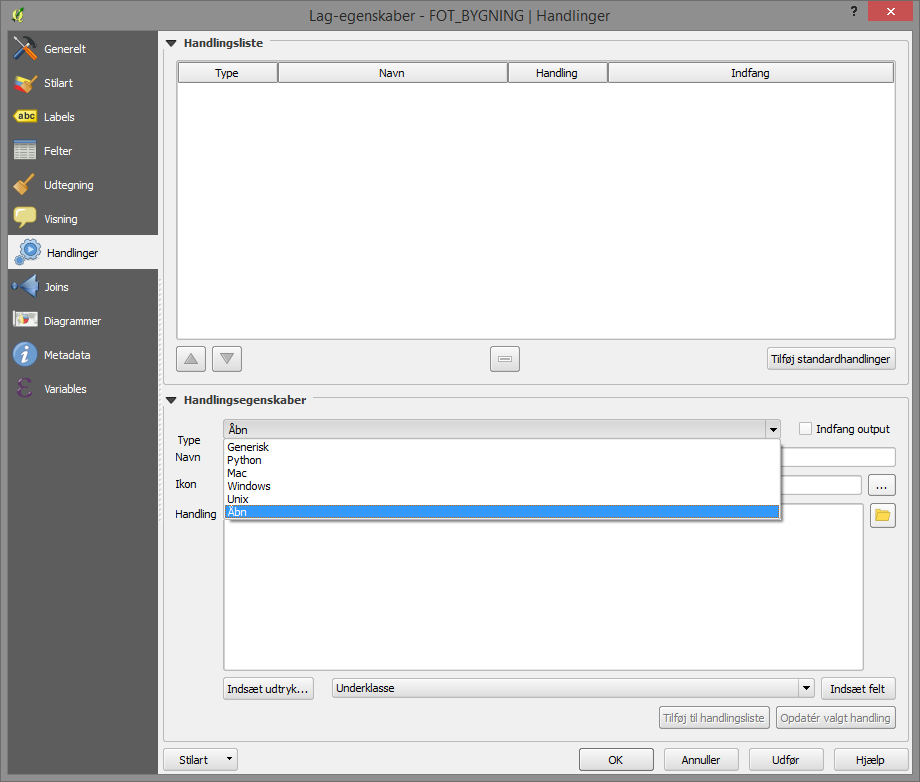 Lag-egenskaber - FOT_BYGNING | Handlinger
?
Generelt
Stilart
abc Labels
Felter
Udtegning
Visning
Handlinger
Joins
Diagrammer
Metadata
Variables
Handlingsliste
Type Navn Handling Indfang
Tilføj standardhandlinger
Handlingsegenskaber
Type Åbn Indfang output
Generisk
Python
Mac
Windows
Unix
Åbn
Navn
Ikon ...
Handling
Indsæt udtryk... Underklasse Indsæt felt
Tilføj til handlingsliste Opdatér valgt handling
Stilart OK Annuller Udfør Hjælp